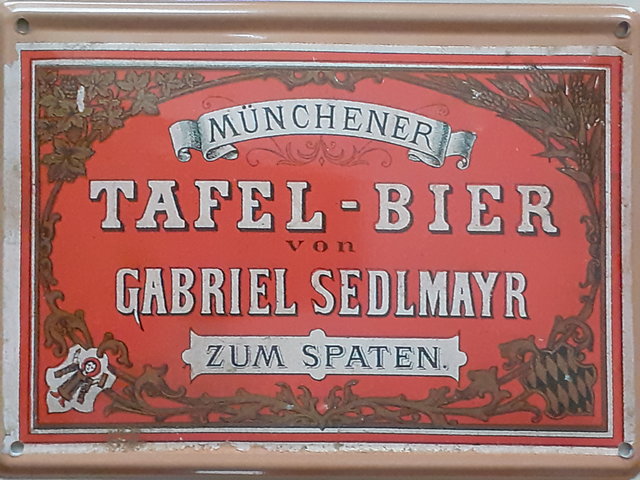 MÜNCHENER
TAFEL-BIER
von
GABRIEL SEDLMAYR
ZUM SPATEN.